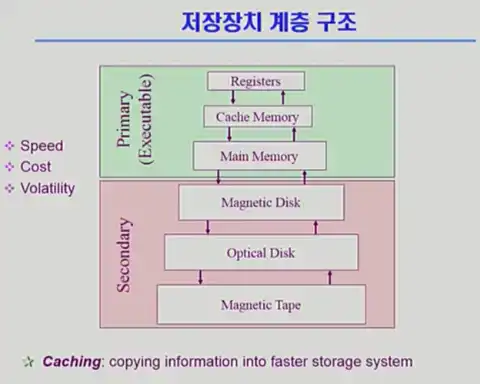 저장장치 계층 구조
Primary
(Executable)
Registers
Cache Memory
Main Memory
❖ Speed
❖ Cost
❖ Volatility
Secondary
Magnetic Disk
Optical Disk
Magnetic Tape
☆ Caching: copying information into faster storage system